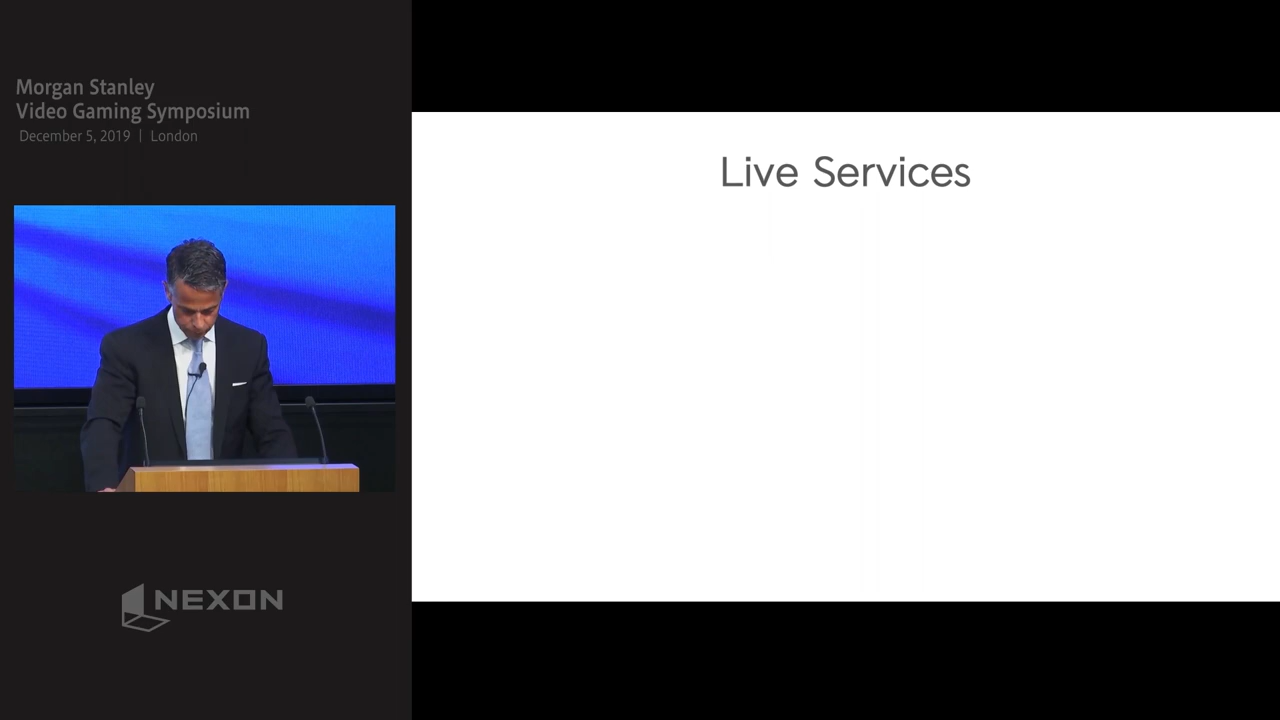 Morgan Stanley
Video Gaming Symposium
December 5, 2019 | London
Live Services
NEXON